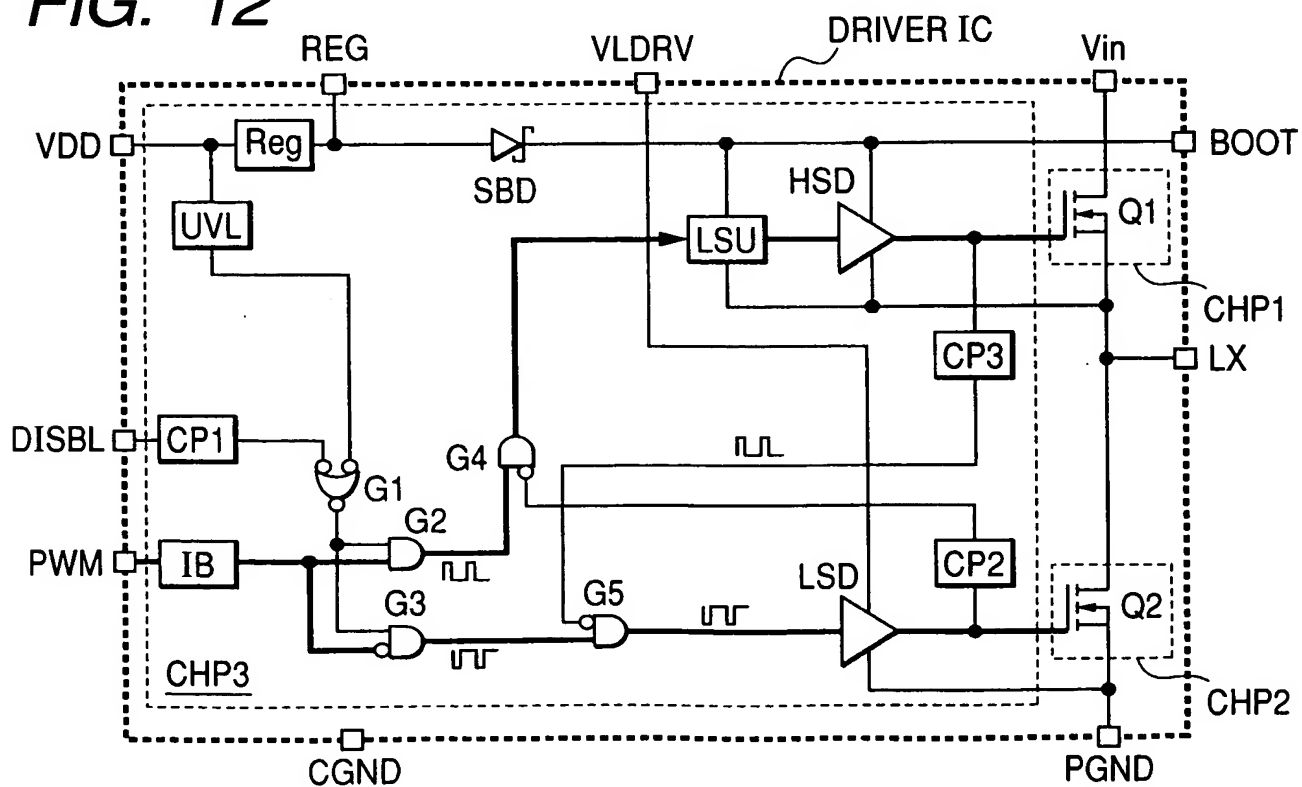 FIG. 12
DRIVER IC
REG
VLDRV
Vin
VDD
Reg
SBD
HSD
BOOT
Q1
UVL
LSU
CHP1
CP3
LX
DISBL
CP1
G4
G1
G2
PWM
IB
CP2
LSD
G5
G3
Q2
CHP3
CHP2
CGND
PGND